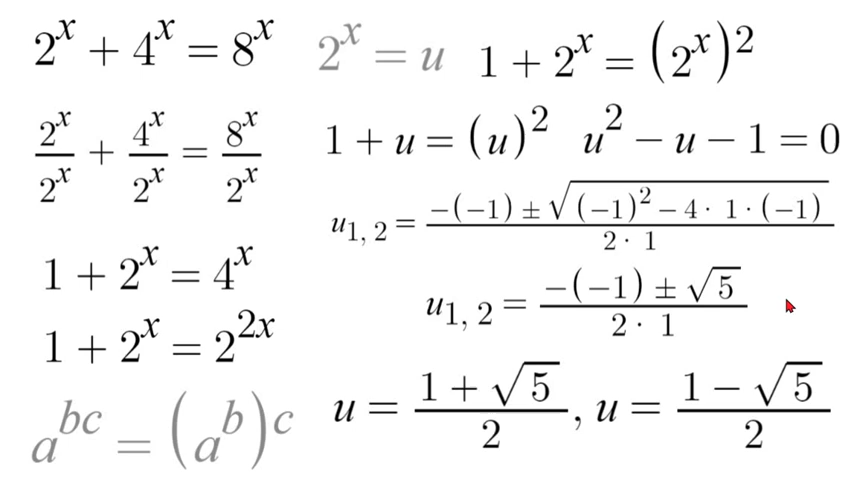 2^x + 4^x = 8^x
2^x/2^x + 4^x/2^x = 8^x/2^x
1 + 2^x = 4^x
1 + 2^x = 2^{2x}
a^{bc} = (a^b)^c
2^x = u
1 + 2^x = (2^x)^2
1 + u = (u)^2
u^2 − u − 1 = 0
u_{1, 2} = (−(−1) ± √((−1)^2 − 4 · 1 · (−1)))/(2 · 1)
u_{1, 2} = (−(−1) ± √5)/(2 · 1)
u = (1 + √5)/2, u = (1 − √5)/2